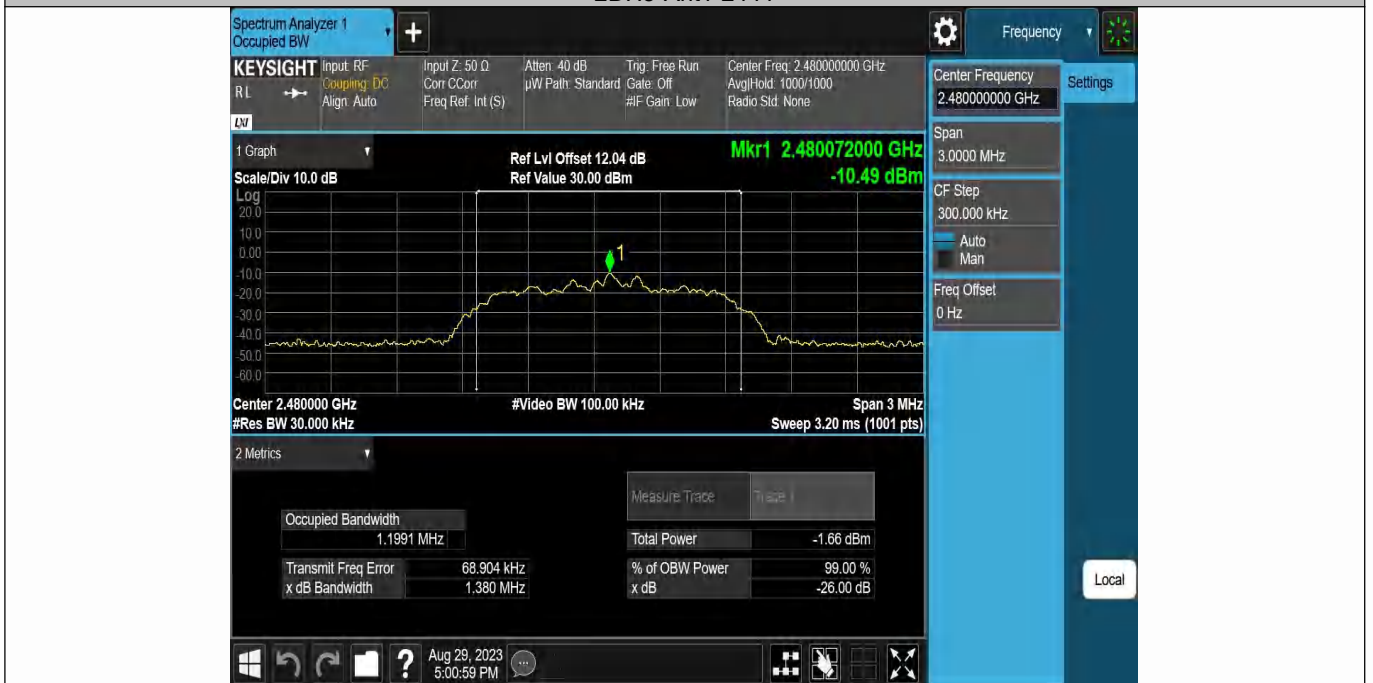 Spectrum Analyzer 1
Occupied BW
+
Frequency
KEYSIGHT
R L
LXI
Input: RF
Coupling: DC
Align: Auto
Input Z: 50 Ω
Corr CCorr
Freq Ref: Int (S)
Atten: 40 dB
µW Path: Standard
Trig: Free Run
Gate: Off
#IF Gain: Low
Center Freq: 2.480000000 GHz
Avg|Hold: 1000/1000
Radio Std: None
Center Frequency
2.480000000 GHz
Settings
Span
3.0000 MHz
CF Step
300.000 kHz
Auto
Man
Freq Offset
0 Hz
Local
1 Graph
Scale/Div 10.0 dB
Ref Lvl Offset 12.04 dB
Ref Value 30.00 dBm
Mkr1 2.480072000 GHz
-10.49 dBm
Log
20.0
10.0
0.00
-10.0
-20.0
-30.0
-40.0
-50.0
-60.0
1
Center 2.480000 GHz
#Res BW 30.000 kHz
#Video BW 100.00 kHz
Span 3 MHz
Sweep 3.20 ms (1001 pts)
2 Metrics
Measure Trace Trace 1
Occupied Bandwidth
1.1991 MHz
Total Power -1.66 dBm
Transmit Freq Error 68.904 kHz
% of OBW Power 99.00 %
x dB Bandwidth 1.380 MHz
x dB -26.00 dB
?
Aug 29, 2023
5:00:59 PM